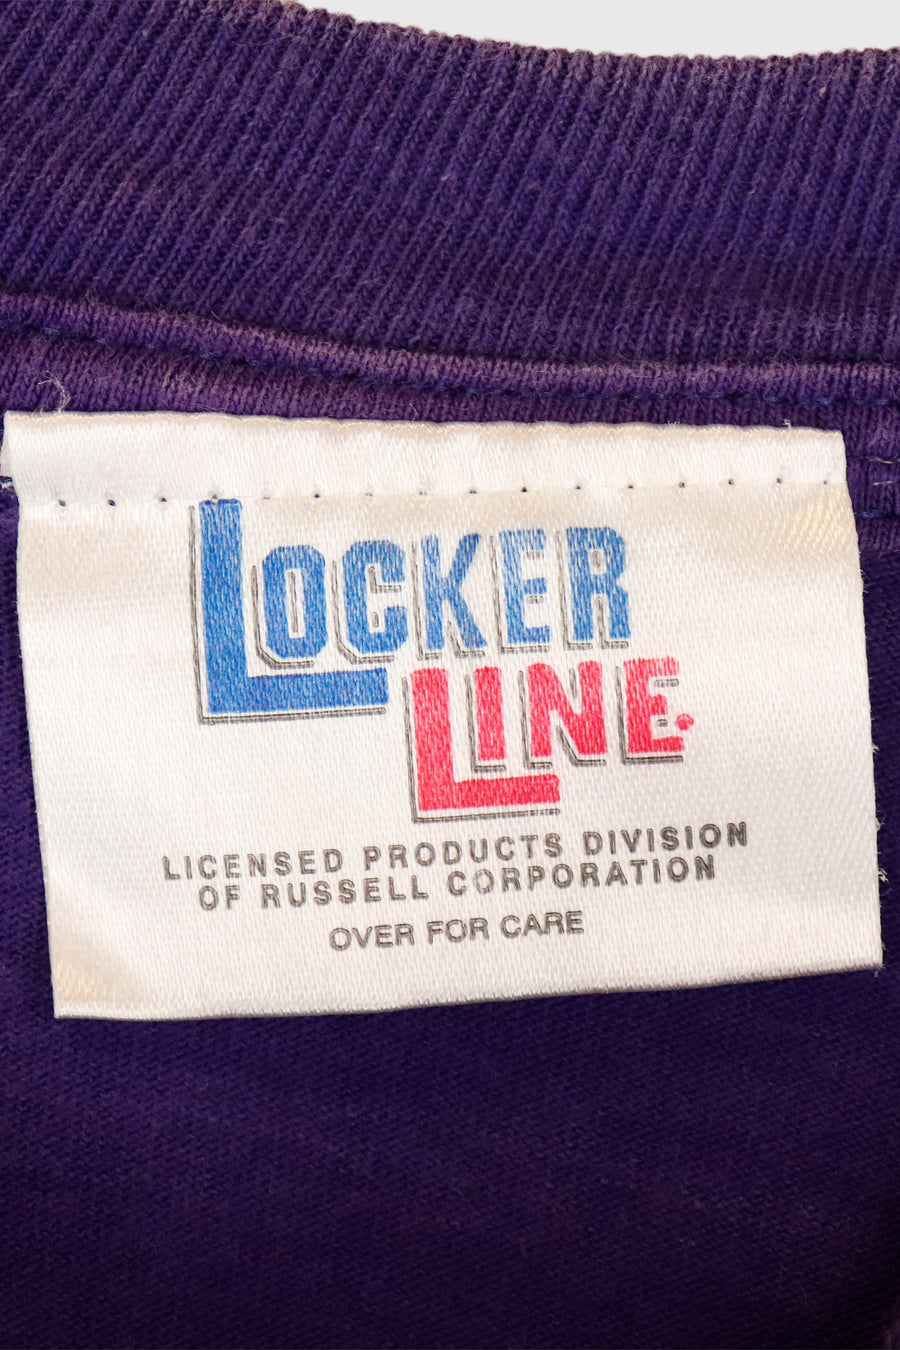 LOCKER
LINE.
LICENSED PRODUCTS DIVISION
OF RUSSELL CORPORATION
OVER FOR CARE